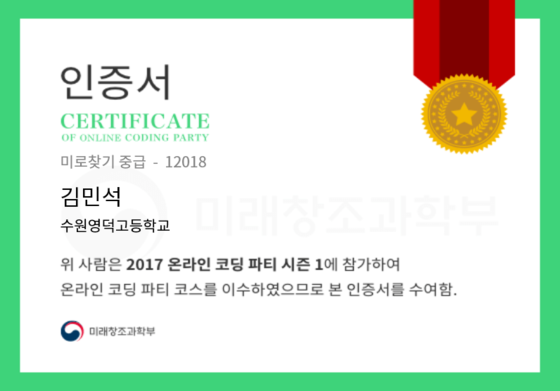 인증서
CERTIFICATE
OF ONLINE CODING PARTY
미로찾기 중급 - 12018
김민석
수원영덕고등학교
미래창조과학부
위 사람은 2017 온라인 코딩 파티 시즌 1에 참가하여
온라인 코딩 파티 코스를 이수하였으므로 본 인증서를 수여함.
미래창조과학부